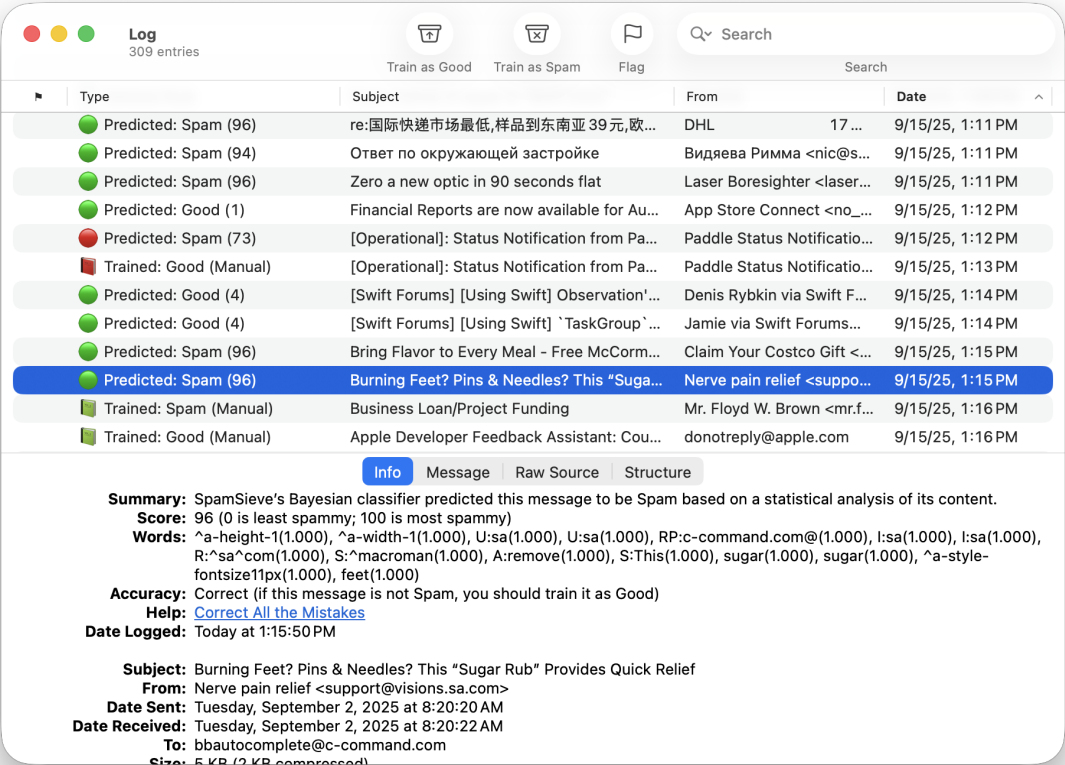 Log
309 entries
Train as Good
Train as Spam
Flag
Search
Search
Type Subject From Date
Predicted: Spam (96) re:国际快递市场最低,样品到东南亚39元,欧... DHL 17... 9/15/25, 1:11 PM
Predicted: Spam (94) Ответ по окружающей застройке Видяева Римма <nic@s... 9/15/25, 1:11 PM
Predicted: Spam (96) Zero a new optic in 90 seconds flat Laser Boresighter <laser... 9/15/25, 1:11 PM
Predicted: Good (1) Financial Reports are now available for Au... App Store Connect <no_... 9/15/25, 1:12 PM
Predicted: Spam (73) [Operational]: Status Notification from Pa... Paddle Status Notificatio... 9/15/25, 1:12 PM
Trained: Good (Manual) [Operational]: Status Notification from Pa... Paddle Status Notificatio... 9/15/25, 1:13 PM
Predicted: Good (4) [Swift Forums] [Using Swift] Observation'... Denis Rybkin via Swift F... 9/15/25, 1:14 PM
Predicted: Good (4) [Swift Forums] [Using Swift] `TaskGroup`... Jamie via Swift Forums... 9/15/25, 1:14 PM
Predicted: Spam (96) Bring Flavor to Every Meal - Free McCorm... Claim Your Costco Gift <... 9/15/25, 1:15 PM
Predicted: Spam (96) Burning Feet? Pins & Needles? This “Suga... Nerve pain relief <suppo... 9/15/25, 1:15 PM
Trained: Spam (Manual) Business Loan/Project Funding Mr. Floyd W. Brown <mr.f... 9/15/25, 1:16 PM
Trained: Good (Manual) Apple Developer Feedback Assistant: Cou... donotreply@apple.com 9/15/25, 1:16 PM
Info Message Raw Source Structure
Summary: SpamSieve’s Bayesian classifier predicted this message to be Spam based on a statistical analysis of its content.
Score: 96 (0 is least spammy; 100 is most spammy)
Words: ^a-height-1(1.000), ^a-width-1(1.000), U:sa(1.000), U:sa(1.000), RP:c-command.com@(1.000), I:sa(1.000), I:sa(1.000),
R:^sa^com(1.000), S:^macroman(1.000), A:remove(1.000), S:This(1.000), sugar(1.000), sugar(1.000), ^a-style-
fontsize11px(1.000), feet(1.000)
Accuracy: Correct (if this message is not Spam, you should train it as Good)
Help: Correct All the Mistakes
Date Logged: Today at 1:15:50 PM
Subject: Burning Feet? Pins & Needles? This “Sugar Rub” Provides Quick Relief
From: Nerve pain relief <support@visions.sa.com>
Date Sent: Tuesday, September 2, 2025 at 8:20:20 AM
Date Received: Tuesday, September 2, 2025 at 8:20:22 AM
To: bbautocomplete@c-command.com
Size: 5 KB (2 KB compressed)